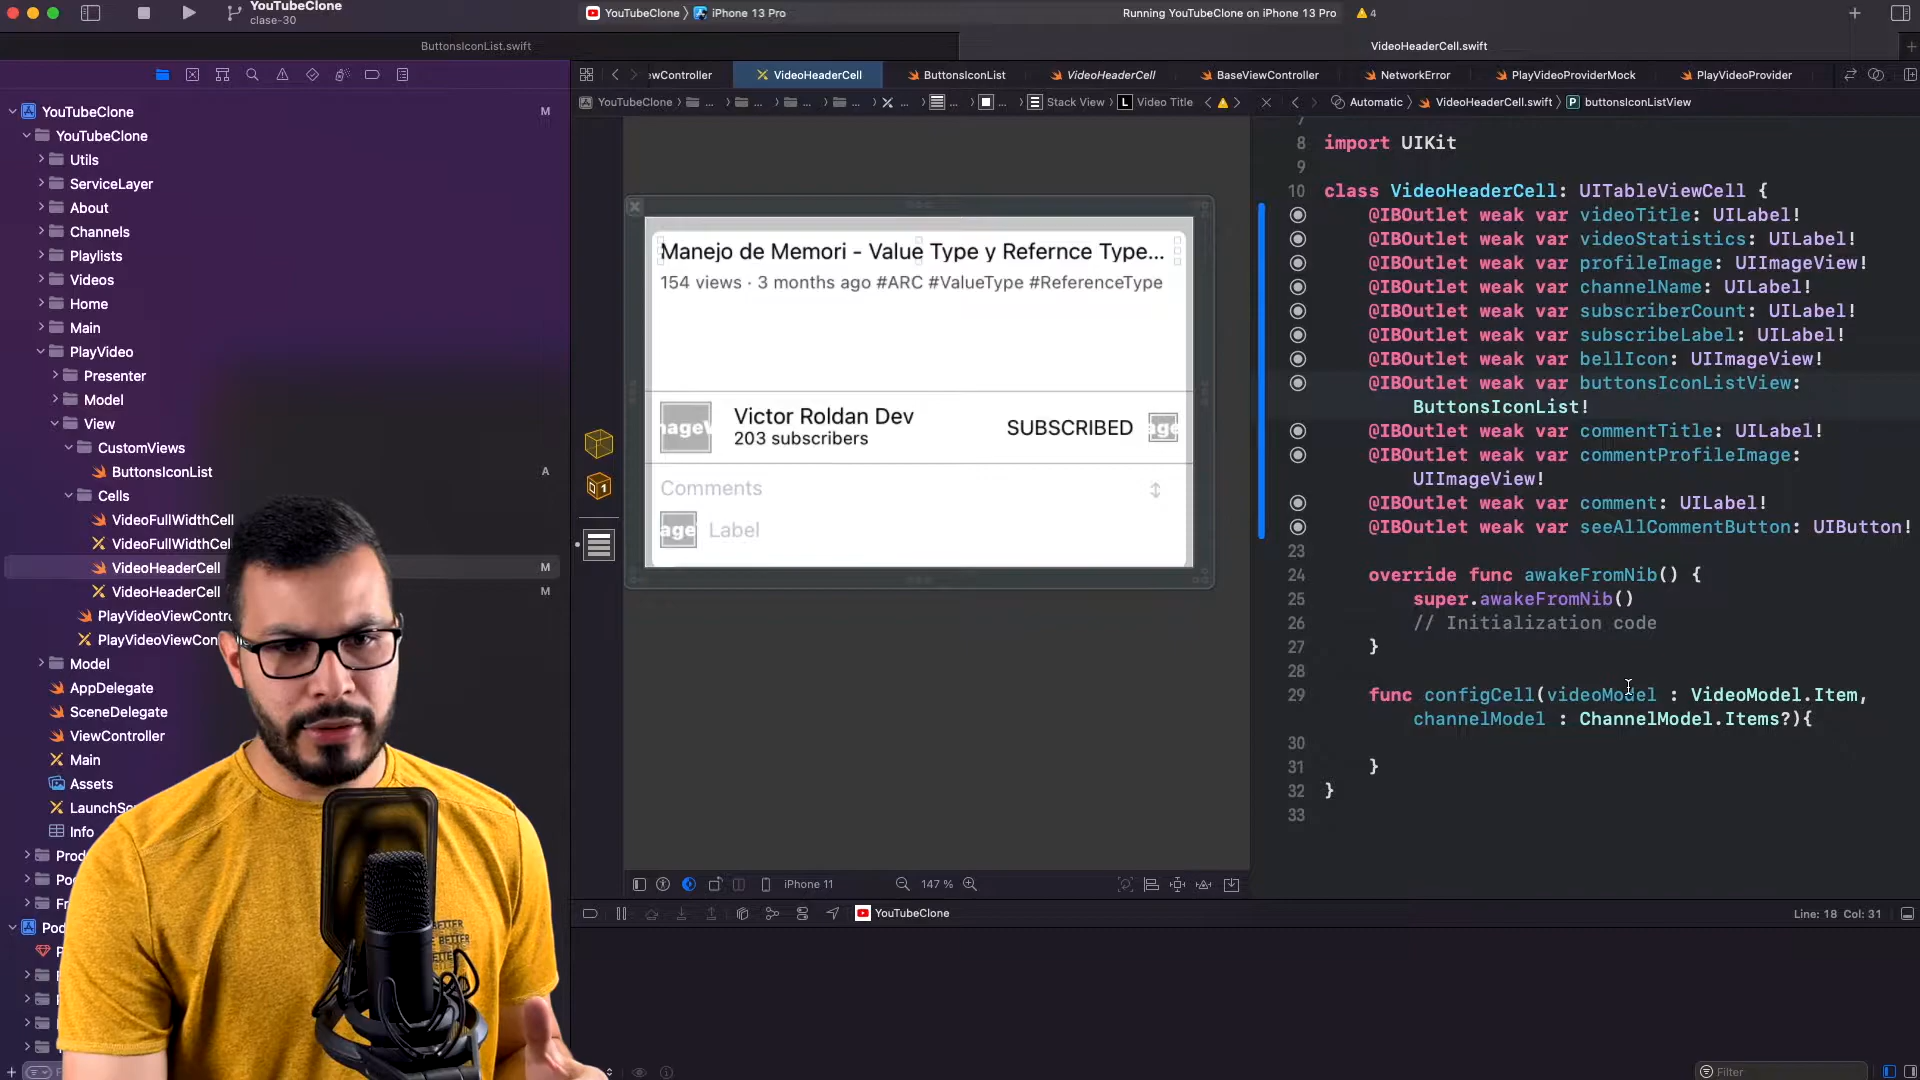 YouTubeClone
clase-30
YouTubeClone
iPhone 13 Pro
Running YouTubeClone on iPhone 13 Pro
4
ButtonsIconList.swift
VideoHeaderCell.swift
ewController
VideoHeaderCell
ButtonsIconList
VideoHeaderCell
BaseViewController
NetworkError
PlayVideoProviderMock
PlayVideoProvider
YouTubeClone
Stack View
L Video Title
Automatic
VideoHeaderCell.swift
P buttonsIconListView
YouTubeClone M
YouTubeClone
Utils
ServiceLayer
About
Channels
Playlists
Videos
Home
Main
PlayVideo
Presenter
Model
View
CustomViews
ButtonsIconList A
Cells
VideoFullWidthCell
VideoFullWidthCel
VideoHeaderCell M
VideoHeaderCell M
PlayVideoViewContr
PlayVideoViewCon
Model
AppDelegate
SceneDelegate
ViewController
Main
Assets
LaunchSc
Info
Prod
Poc
Fr
Pod
Manejo de Memori - Value Type y Refernce Type...
154 views · 3 months ago #ARC #ValueType #ReferenceType
Victor Roldan Dev
203 subscribers
SUBSCRIBED
Comments
Label
iPhone 11
147 %
7
8 import UIKit
9
10 class VideoHeaderCell: UITableViewCell {
@IBOutlet weak var videoTitle: UILabel!
@IBOutlet weak var videoStatistics: UILabel!
@IBOutlet weak var profileImage: UIImageView!
@IBOutlet weak var channelName: UILabel!
@IBOutlet weak var subscriberCount: UILabel!
@IBOutlet weak var subscribeLabel: UILabel!
@IBOutlet weak var bellIcon: UIImageView!
@IBOutlet weak var buttonsIconListView:
ButtonsIconList!
@IBOutlet weak var commentTitle: UILabel!
@IBOutlet weak var commentProfileImage:
UIImageView!
@IBOutlet weak var comment: UILabel!
@IBOutlet weak var seeAllCommentButton: UIButton!
23
24 override func awakeFromNib() {
25 super.awakeFromNib()
26 // Initialization code
27 }
28
29 func configCell(videoModel : VideoModel.Item,
channelModel : ChannelModel.Items?){
30
31 }
32 }
33
YouTubeClone
Line: 18 Col: 31
Filter